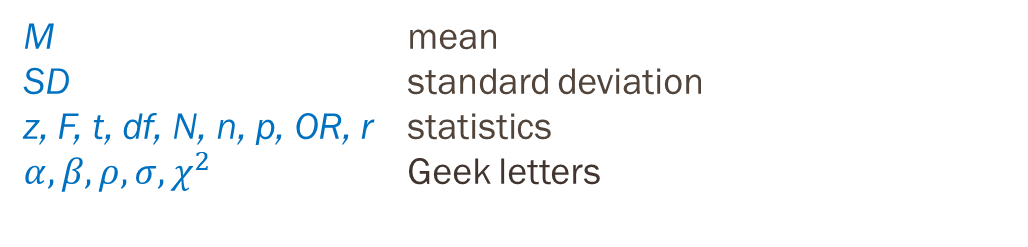 M mean
SD standard deviation
z, F, t, df, N, n, p, OR, r statistics
α, β, ρ, σ, χ² Geek letters